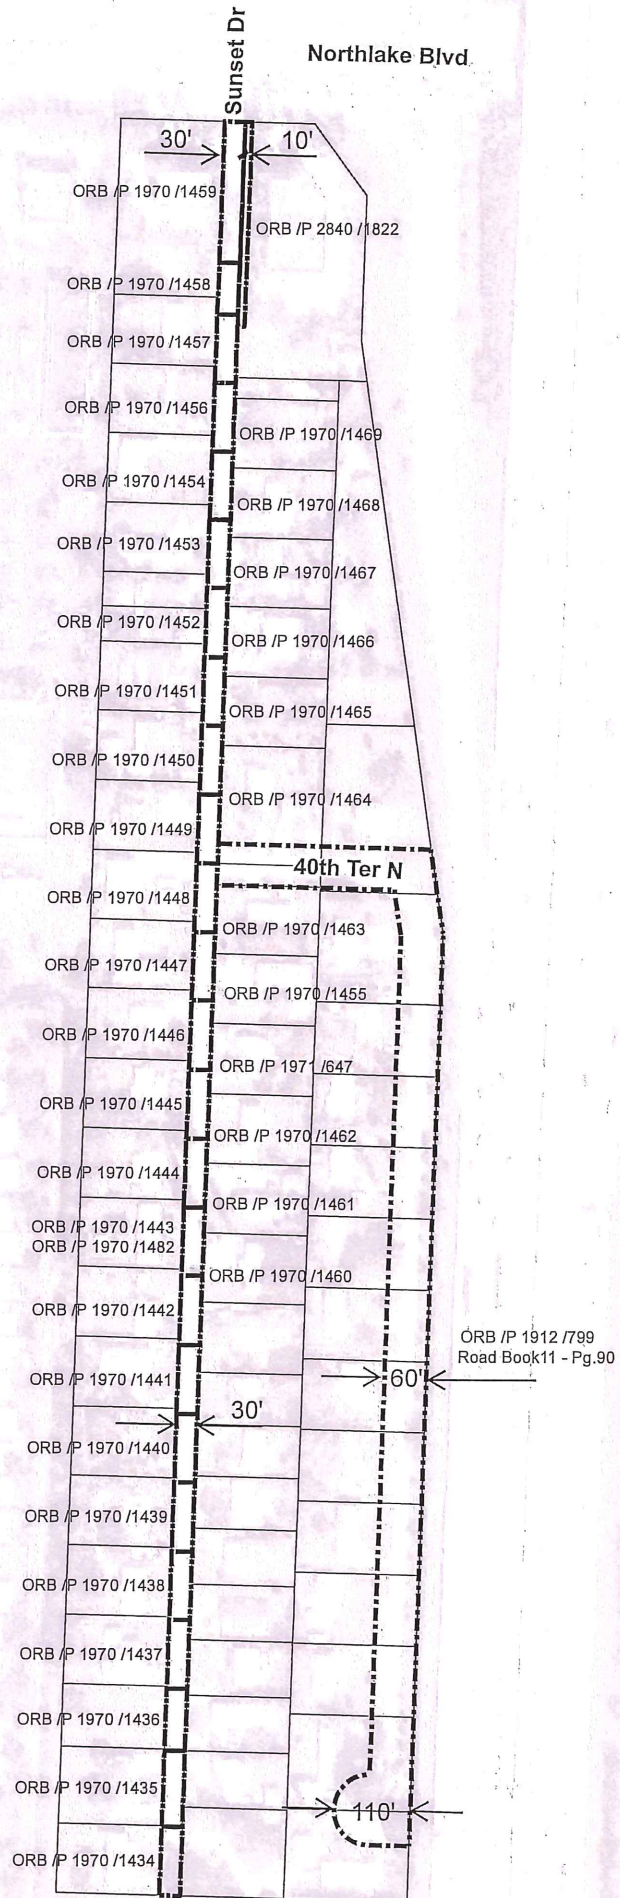 Sunset Dr
Northlake Blvd
30'
10'
ORB /P 1970 /1459
ORB /P 2840 /1822
ORB /P 1970 /1458
ORB /P 1970 /1457
ORB /P 1970 /1456
ORB /P 1970 /1469
ORB /P 1970 /1454
ORB /P 1970 /1468
ORB /P 1970 /1453
ORB /P 1970 /1467
ORB /P 1970 /1452
ORB /P 1970 /1466
ORB /P 1970 /1451
ORB /P 1970 /1465
ORB /P 1970 /1450
ORB /P 1970 /1464
ORB /P 1970 /1449
40th Ter N
ORB /P 1970 /1448
ORB /P 1970 /1463
ORB /P 1970 /1447
ORB /P 1970 /1455
ORB /P 1970 /1446
ORB /P 1971 /647
ORB /P 1970 /1445
ORB /P 1970 /1462
ORB /P 1970 /1444
ORB /P 1970 /1461
ORB /P 1970 /1443
ORB /P 1970 /1482
ORB /P 1970 /1460
ORB /P 1970 /1442
ORB /P 1912 /799
Road Book11 - Pg.90
ORB /P 1970 /1441
60'
30'
ORB /P 1970 /1440
ORB /P 1970 /1439
ORB /P 1970 /1438
ORB /P 1970 /1437
ORB /P 1970 /1436
ORB /P 1970 /1435
110'
ORB /P 1970 /1434